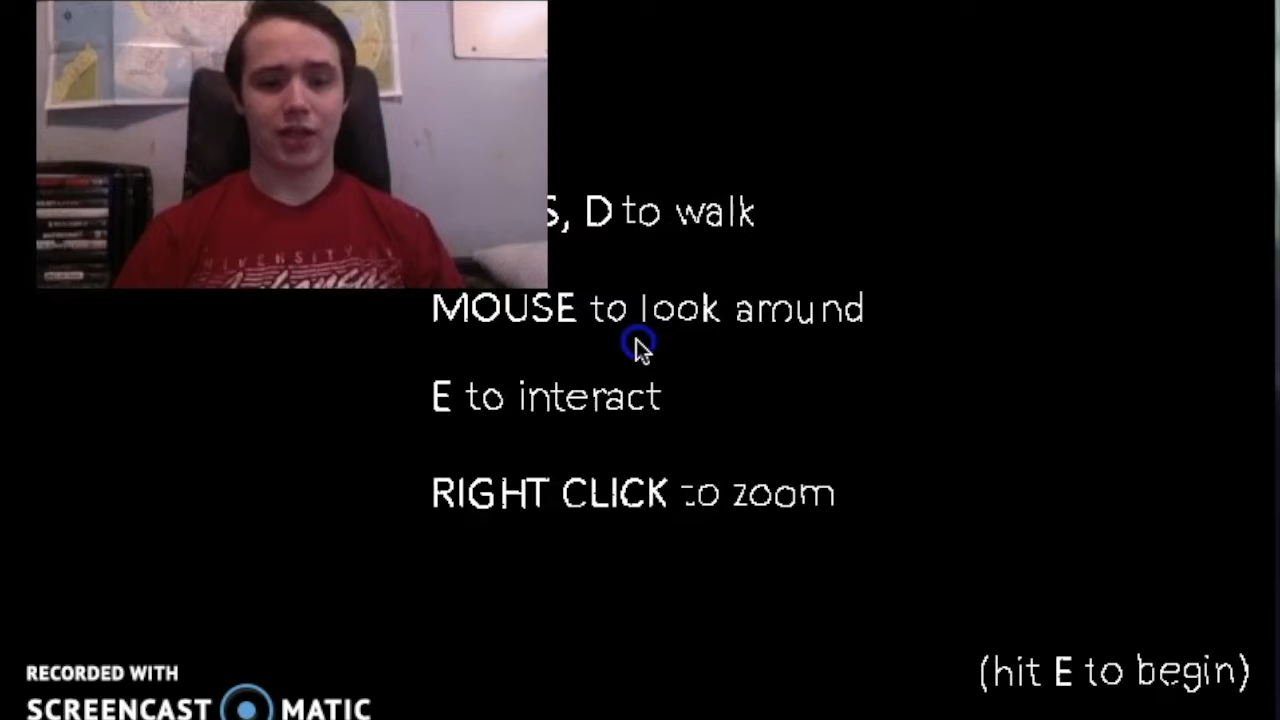 S, D to walk
MOUSE to look around
E to interact
RIGHT CLICK to zoom
(hit E to begin)
RECORDED WITH
SCREENCAST MATIC